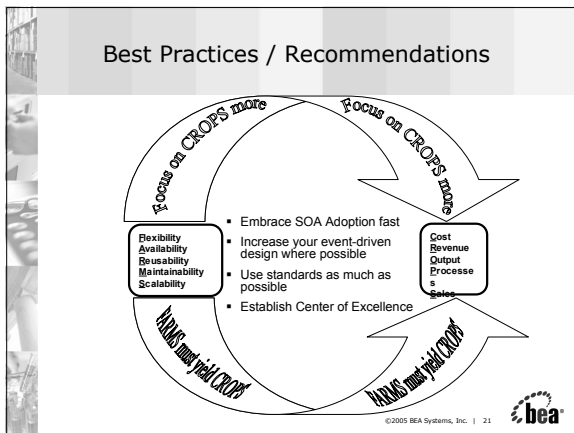 Best Practices / Recommendations
Focus on CROPS more
Focus on CROPS more
Flexibility
Availability
Reusability
Maintainability
Scalability
▪ Embrace SOA Adoption fast
▪ Increase your event-driven
design where possible
▪ Use standards as much as
possible
▪ Establish Center of Excellence
Cost
Revenue
Output
Processe
s
Sales
FARMS must yield CROPS
FARMS must yield CROPS
©2005 BEA Systems, Inc. | 21
bea